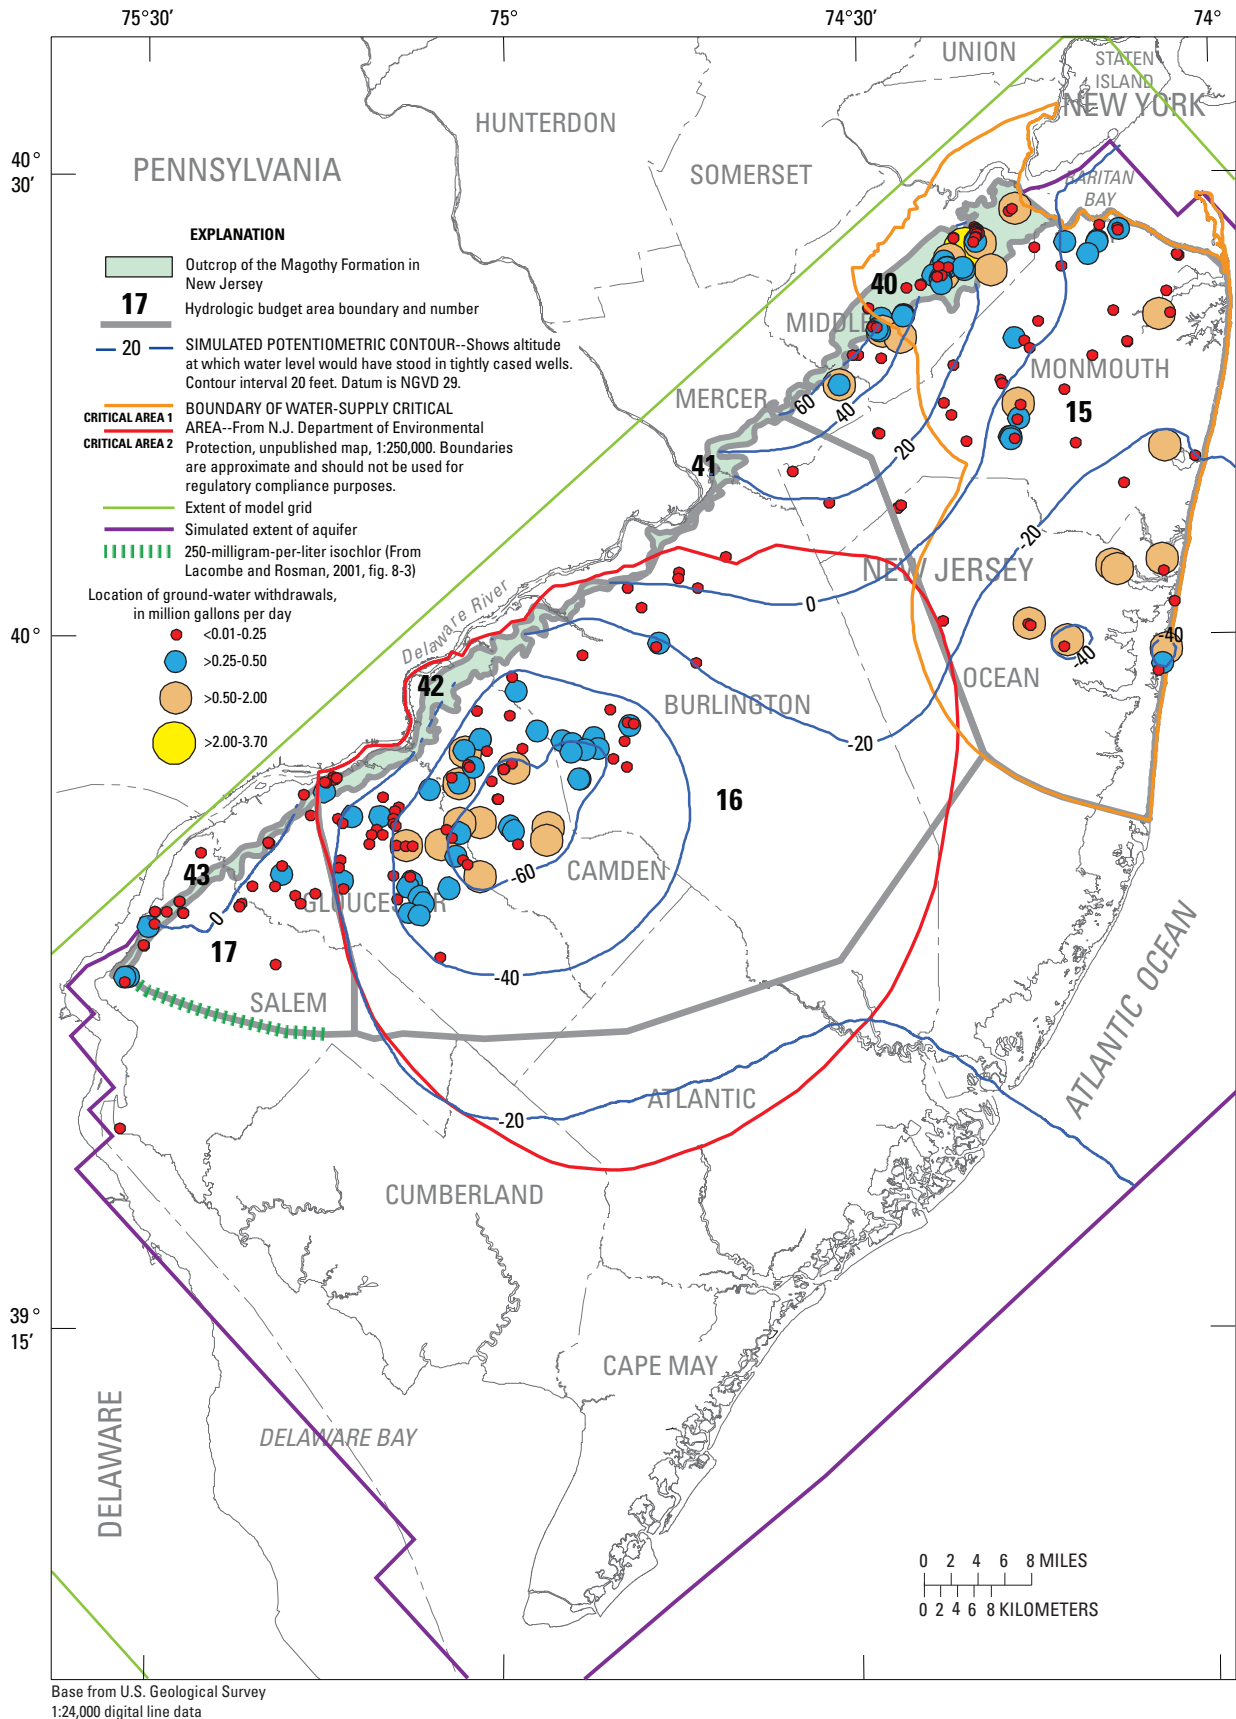 75°30′
75°
74°30′
74°
UNION
STATEN
ISLAND
NEW YORK
HUNTERDON
40°
30′
PENNSYLVANIA
SOMERSET
RARITAN
BAY
EXPLANATION
Outcrop of the Magothy Formation in
New Jersey
17 Hydrologic budget area boundary and number
20 SIMULATED POTENTIOMETRIC CONTOUR--Shows altitude
at which water level would have stood in tightly cased wells.
Contour interval 20 feet. Datum is NGVD 29.
CRITICAL AREA 1 BOUNDARY OF WATER-SUPPLY CRITICAL
AREA--From N.J. Department of Environmental
CRITICAL AREA 2 Protection, unpublished map, 1:250,000. Boundaries
are approximate and should not be used for
regulatory compliance purposes.
Extent of model grid
Simulated extent of aquifer
250-milligram-per-liter isochlor (From
Lacombe and Rosman, 2001, fig. 8-3)
Location of ground-water withdrawals,
in million gallons per day
<0.01-0.25
>0.25-0.50
>0.50-2.00
>2.00-3.70
40
MIDDLE
MONMOUTH
MERCER
60
40
15
20
41
-20
NEW JERSEY
0
Delaware River
40°
-40
-40
42
OCEAN
BURLINGTON
-20
16
CAMDEN
-60
43
GLOUCESTER
0
17
-40
SALEM
ATLANTIC OCEAN
ATLANTIC
-20
CUMBERLAND
39°
15′
CAPE MAY
DELAWARE
DELAWARE BAY
0 2 4 6 8 MILES
0 2 4 6 8 KILOMETERS
Base from U.S. Geological Survey
1:24,000 digital line data